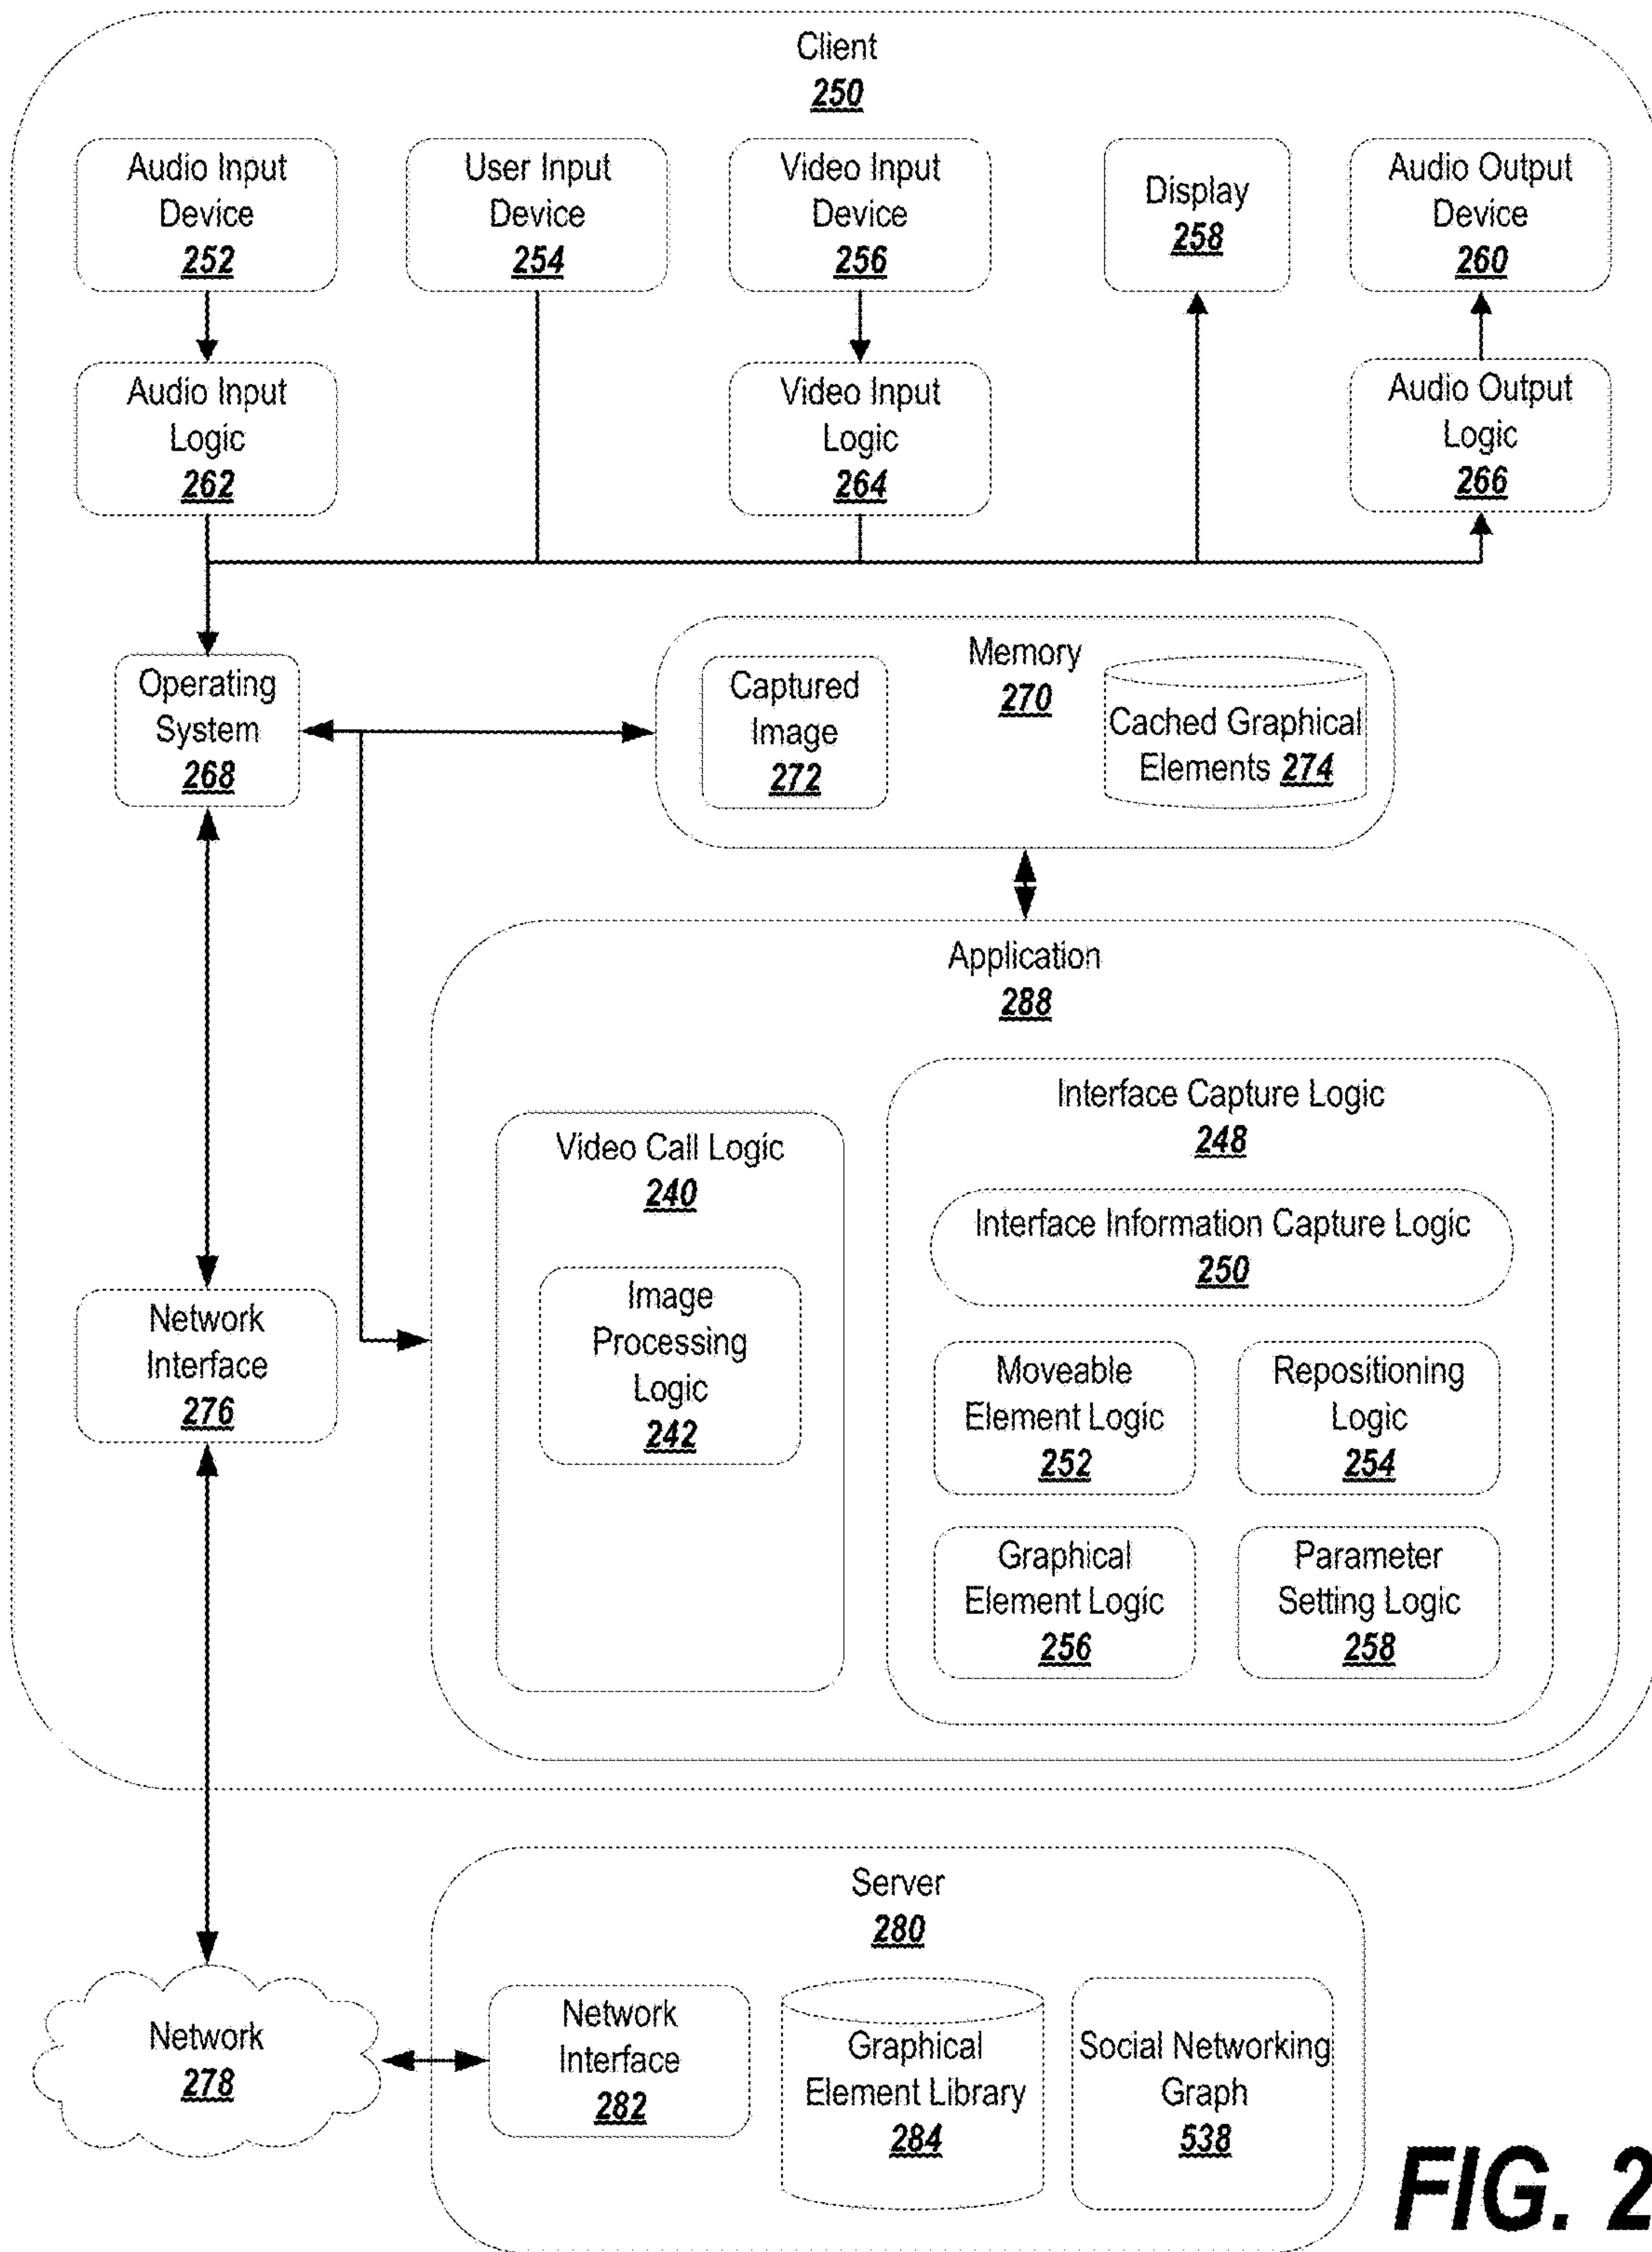 Client
250
Audio Input
Device
252
User Input
Device
254
Video Input
Device
256
Display
258
Audio Output
Device
260
Audio Input
Logic
262
Video Input
Logic
264
Audio Output
Logic
266
Operating
System
268
Memory
270
Captured
Image
272
Cached Graphical
Elements 274
Application
288
Video Call Logic
240
Image
Processing
Logic
242
Interface Capture Logic
248
Interface Information Capture Logic
250
Moveable
Element Logic
252
Repositioning
Logic
254
Graphical
Element Logic
256
Parameter
Setting Logic
258
Network
Interface
276
Network
278
Server
280
Network
Interface
282
Graphical
Element Library
284
Social Networking
Graph
538
FIG. 2